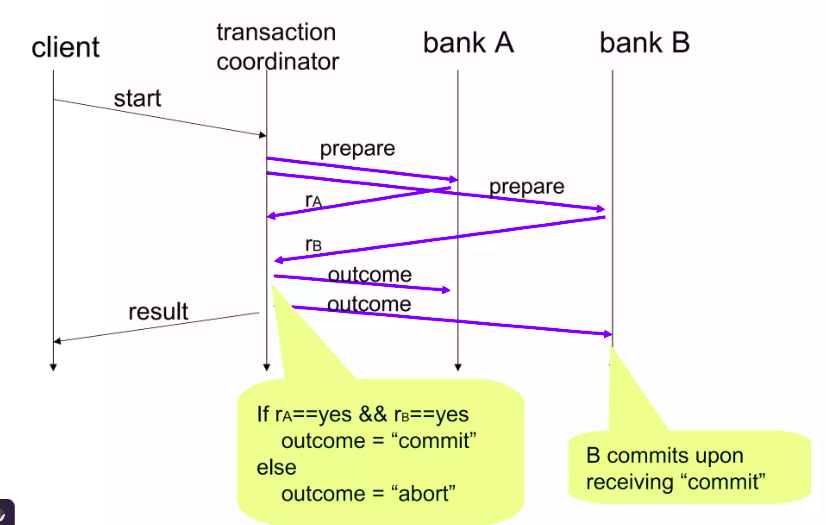 client
transaction
coordinator
bank A
bank B
start
prepare
prepare
rA
rB
outcome
outcome
result
If rA==yes && rB==yes
outcome = “commit”
else
outcome = “abort”
B commits upon
receiving “commit”